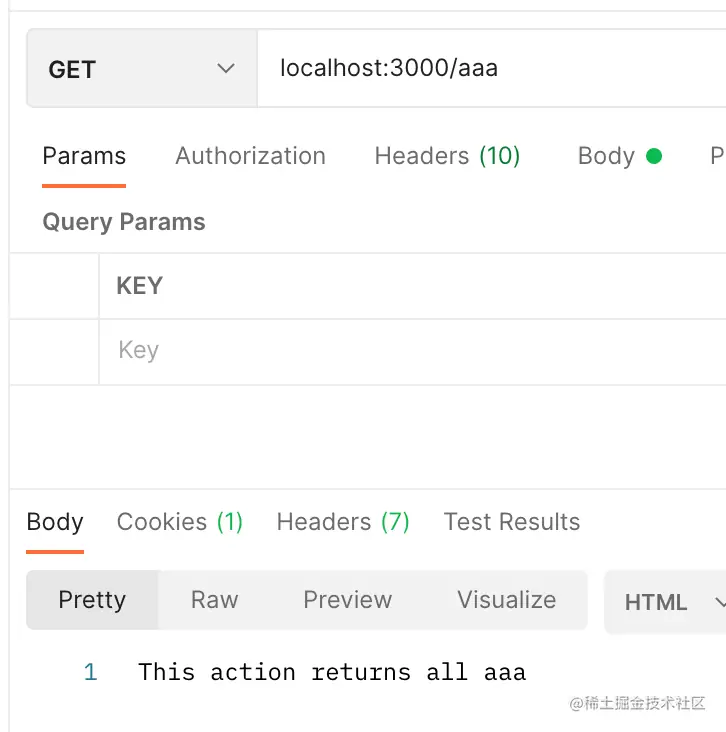 GET localhost:3000/aaa
Params Authorization Headers (10) Body P
Query Params
KEY
Key
Body Cookies (1) Headers (7) Test Results
Pretty Raw Preview Visualize HTML
1 This action returns all aaa
@稀土掘金技术社区